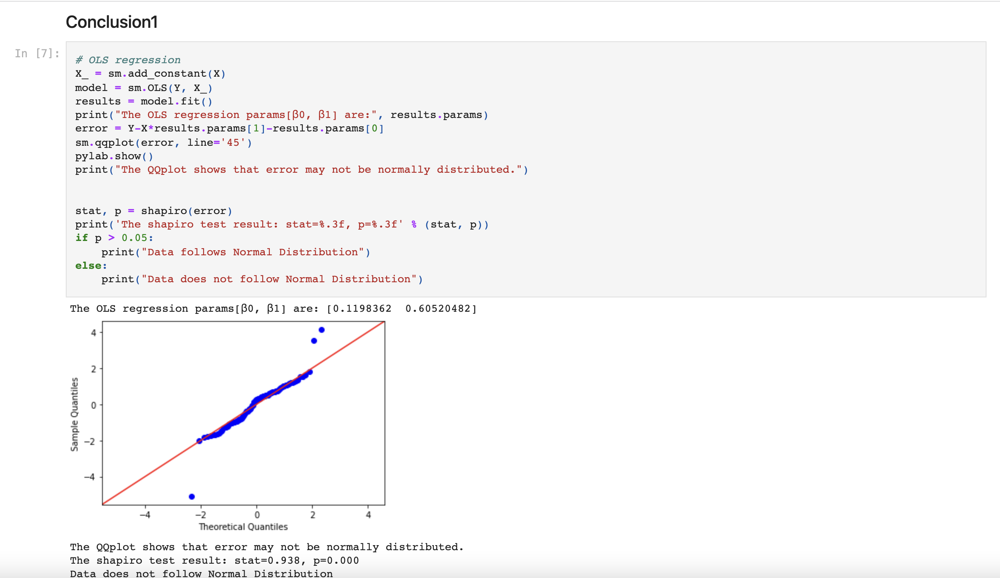 Conclusion1
In [7]:
# OLS regression
X_ = sm.add_constant(X)
model = sm.OLS(Y, X_)
results = model.fit()
print("The OLS regression params[β0, β1] are:", results.params)
error = Y-X*results.params[1]-results.params[0]
sm.qqplot(error, line='45')
pylab.show()
print("The QQplot shows that error may not be normally distributed.")
stat, p = shapiro(error)
print('The shapiro test result: stat=%.3f, p=%.3f' % (stat, p))
if p > 0.05:
    print("Data follows Normal Distribution")
else:
    print("Data does not follow Normal Distribution")
The OLS regression params[β0, β1] are: [0.1198362  0.60520482]
4
2
0
−2
−4
Sample Quantiles
−4 −2 0 2 4
Theoretical Quantiles
The QQplot shows that error may not be normally distributed.
The shapiro test result: stat=0.938, p=0.000
Data does not follow Normal Distribution